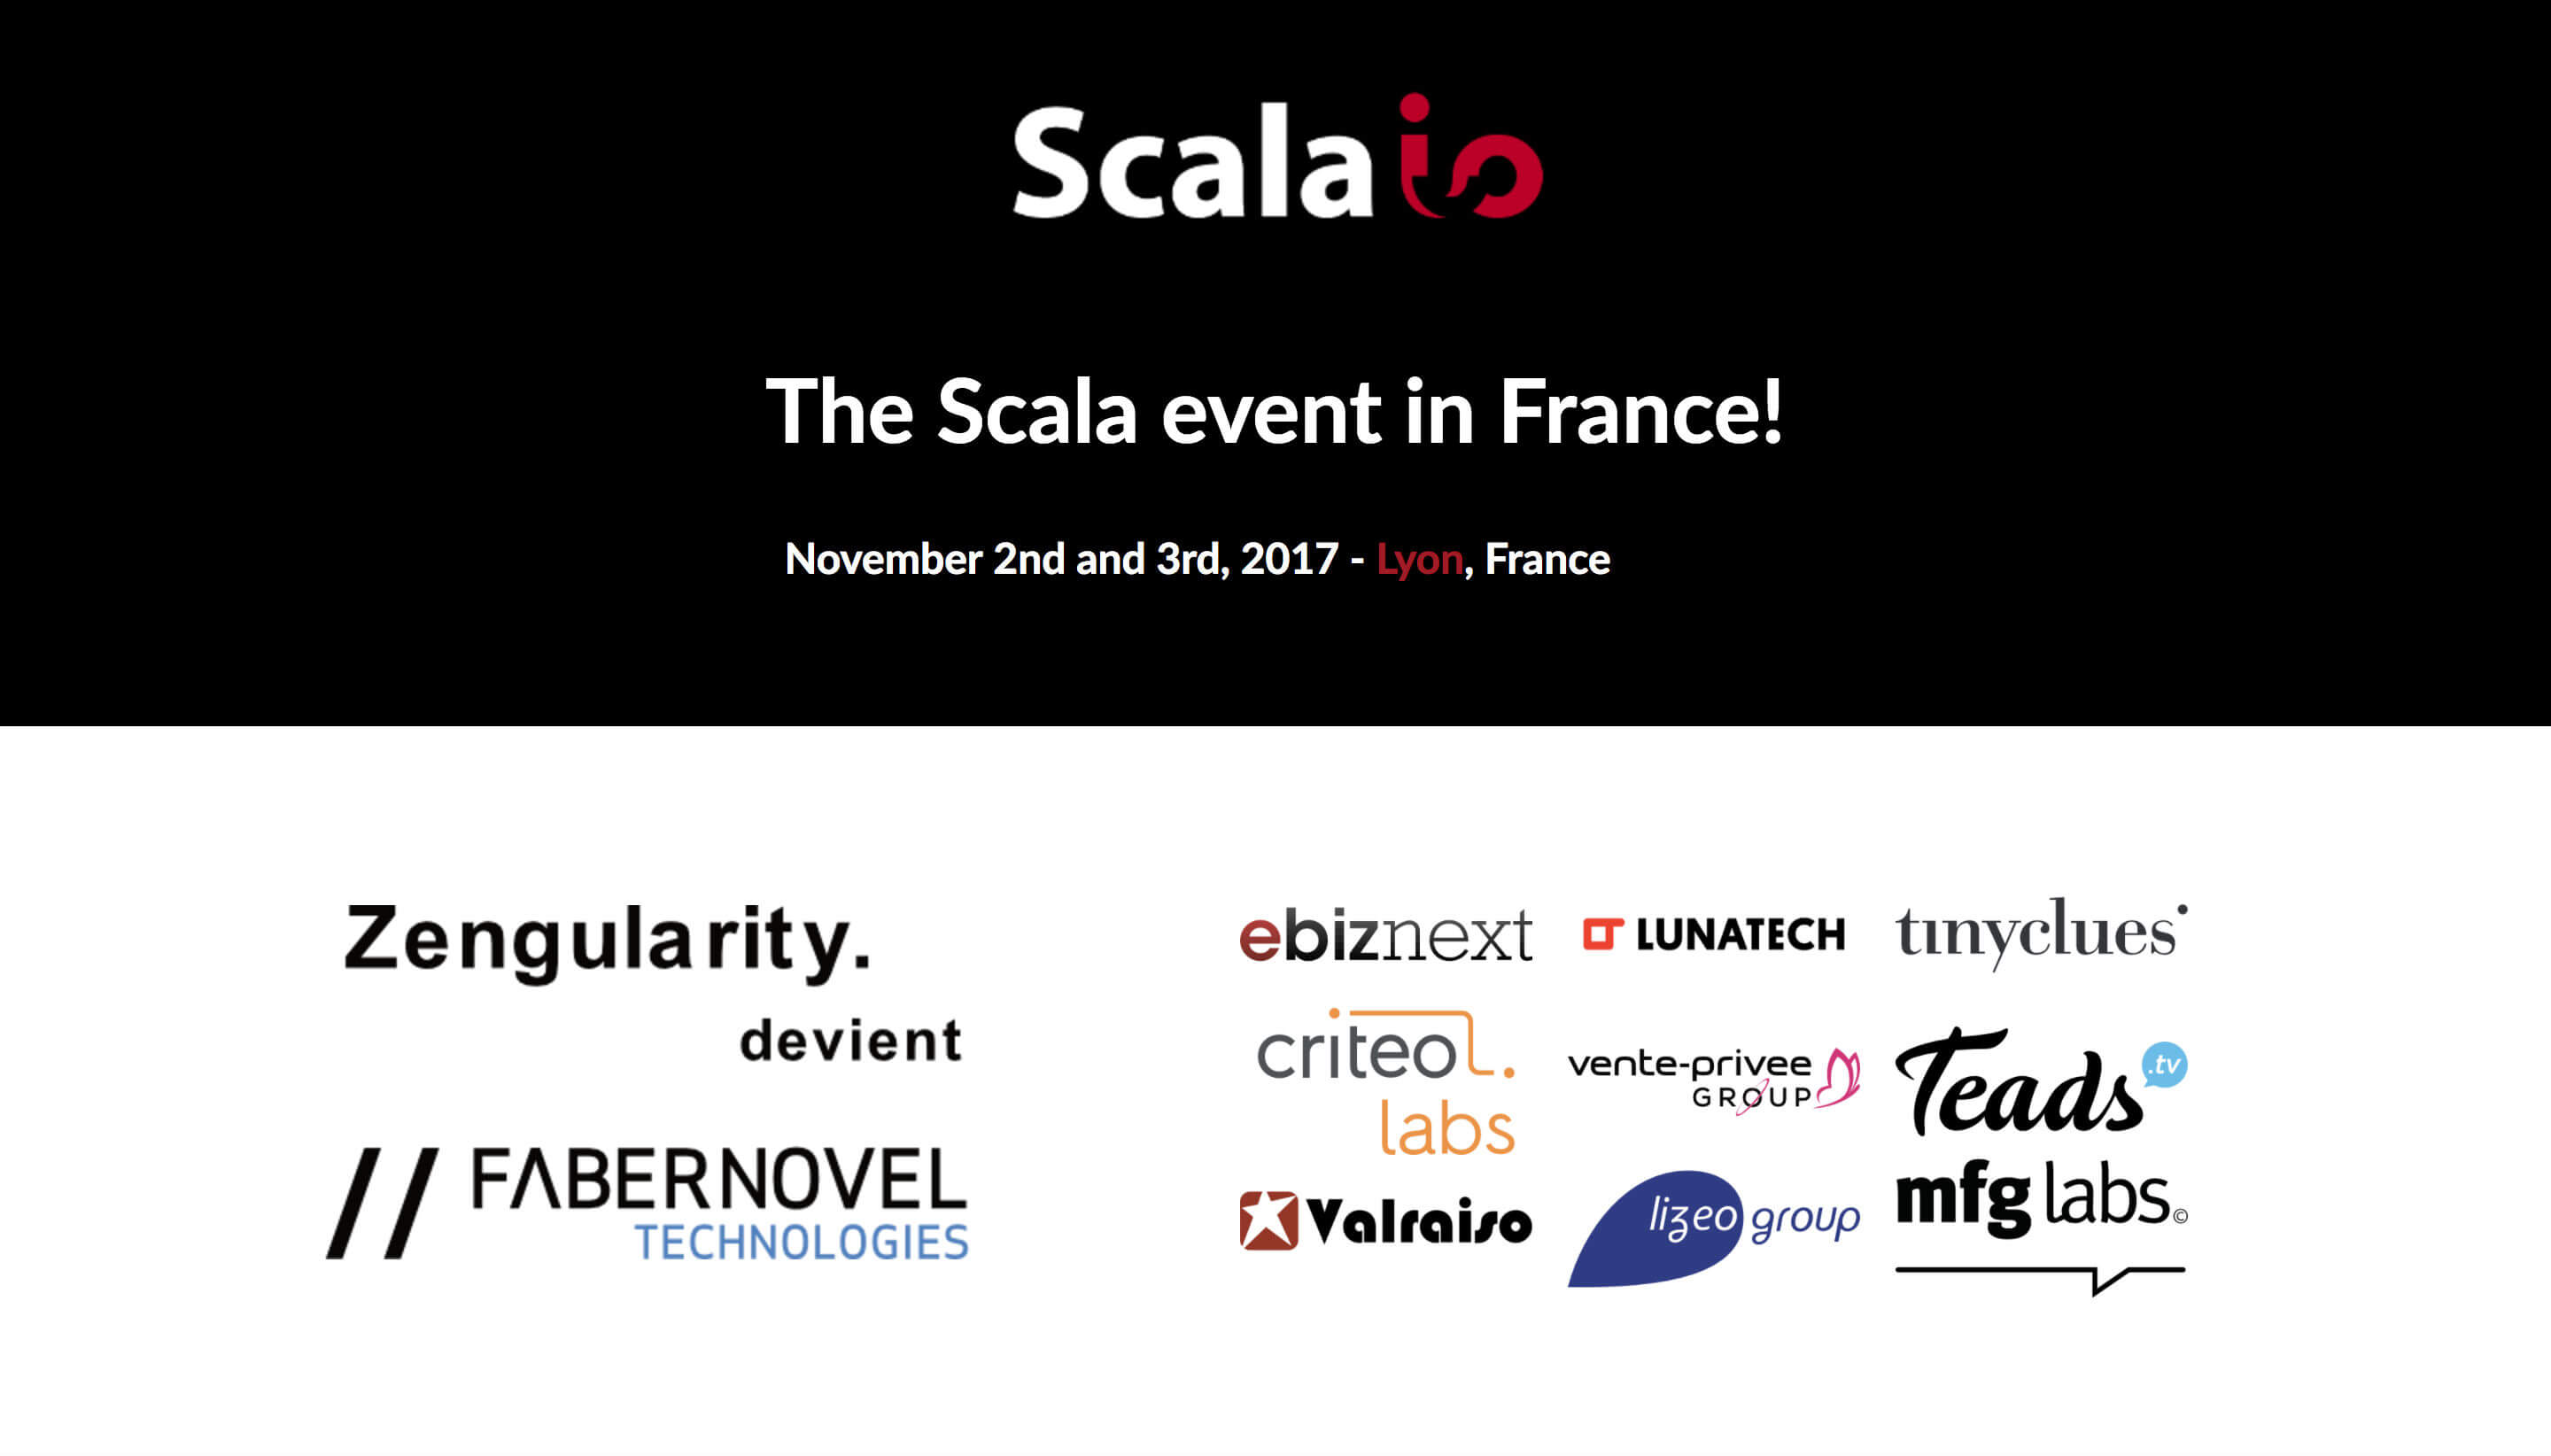 Scala io
The Scala event in France!
November 2nd and 3rd, 2017 - Lyon, France
Zengularity.
devient
// FABERNOVEL
TECHNOLOGIES
ebiznext
LUNATECH
tinyclues
criteo
labs
vente-privee
GROUP
Teads .tv
Valraiso
lizeo group
mfg labs ©